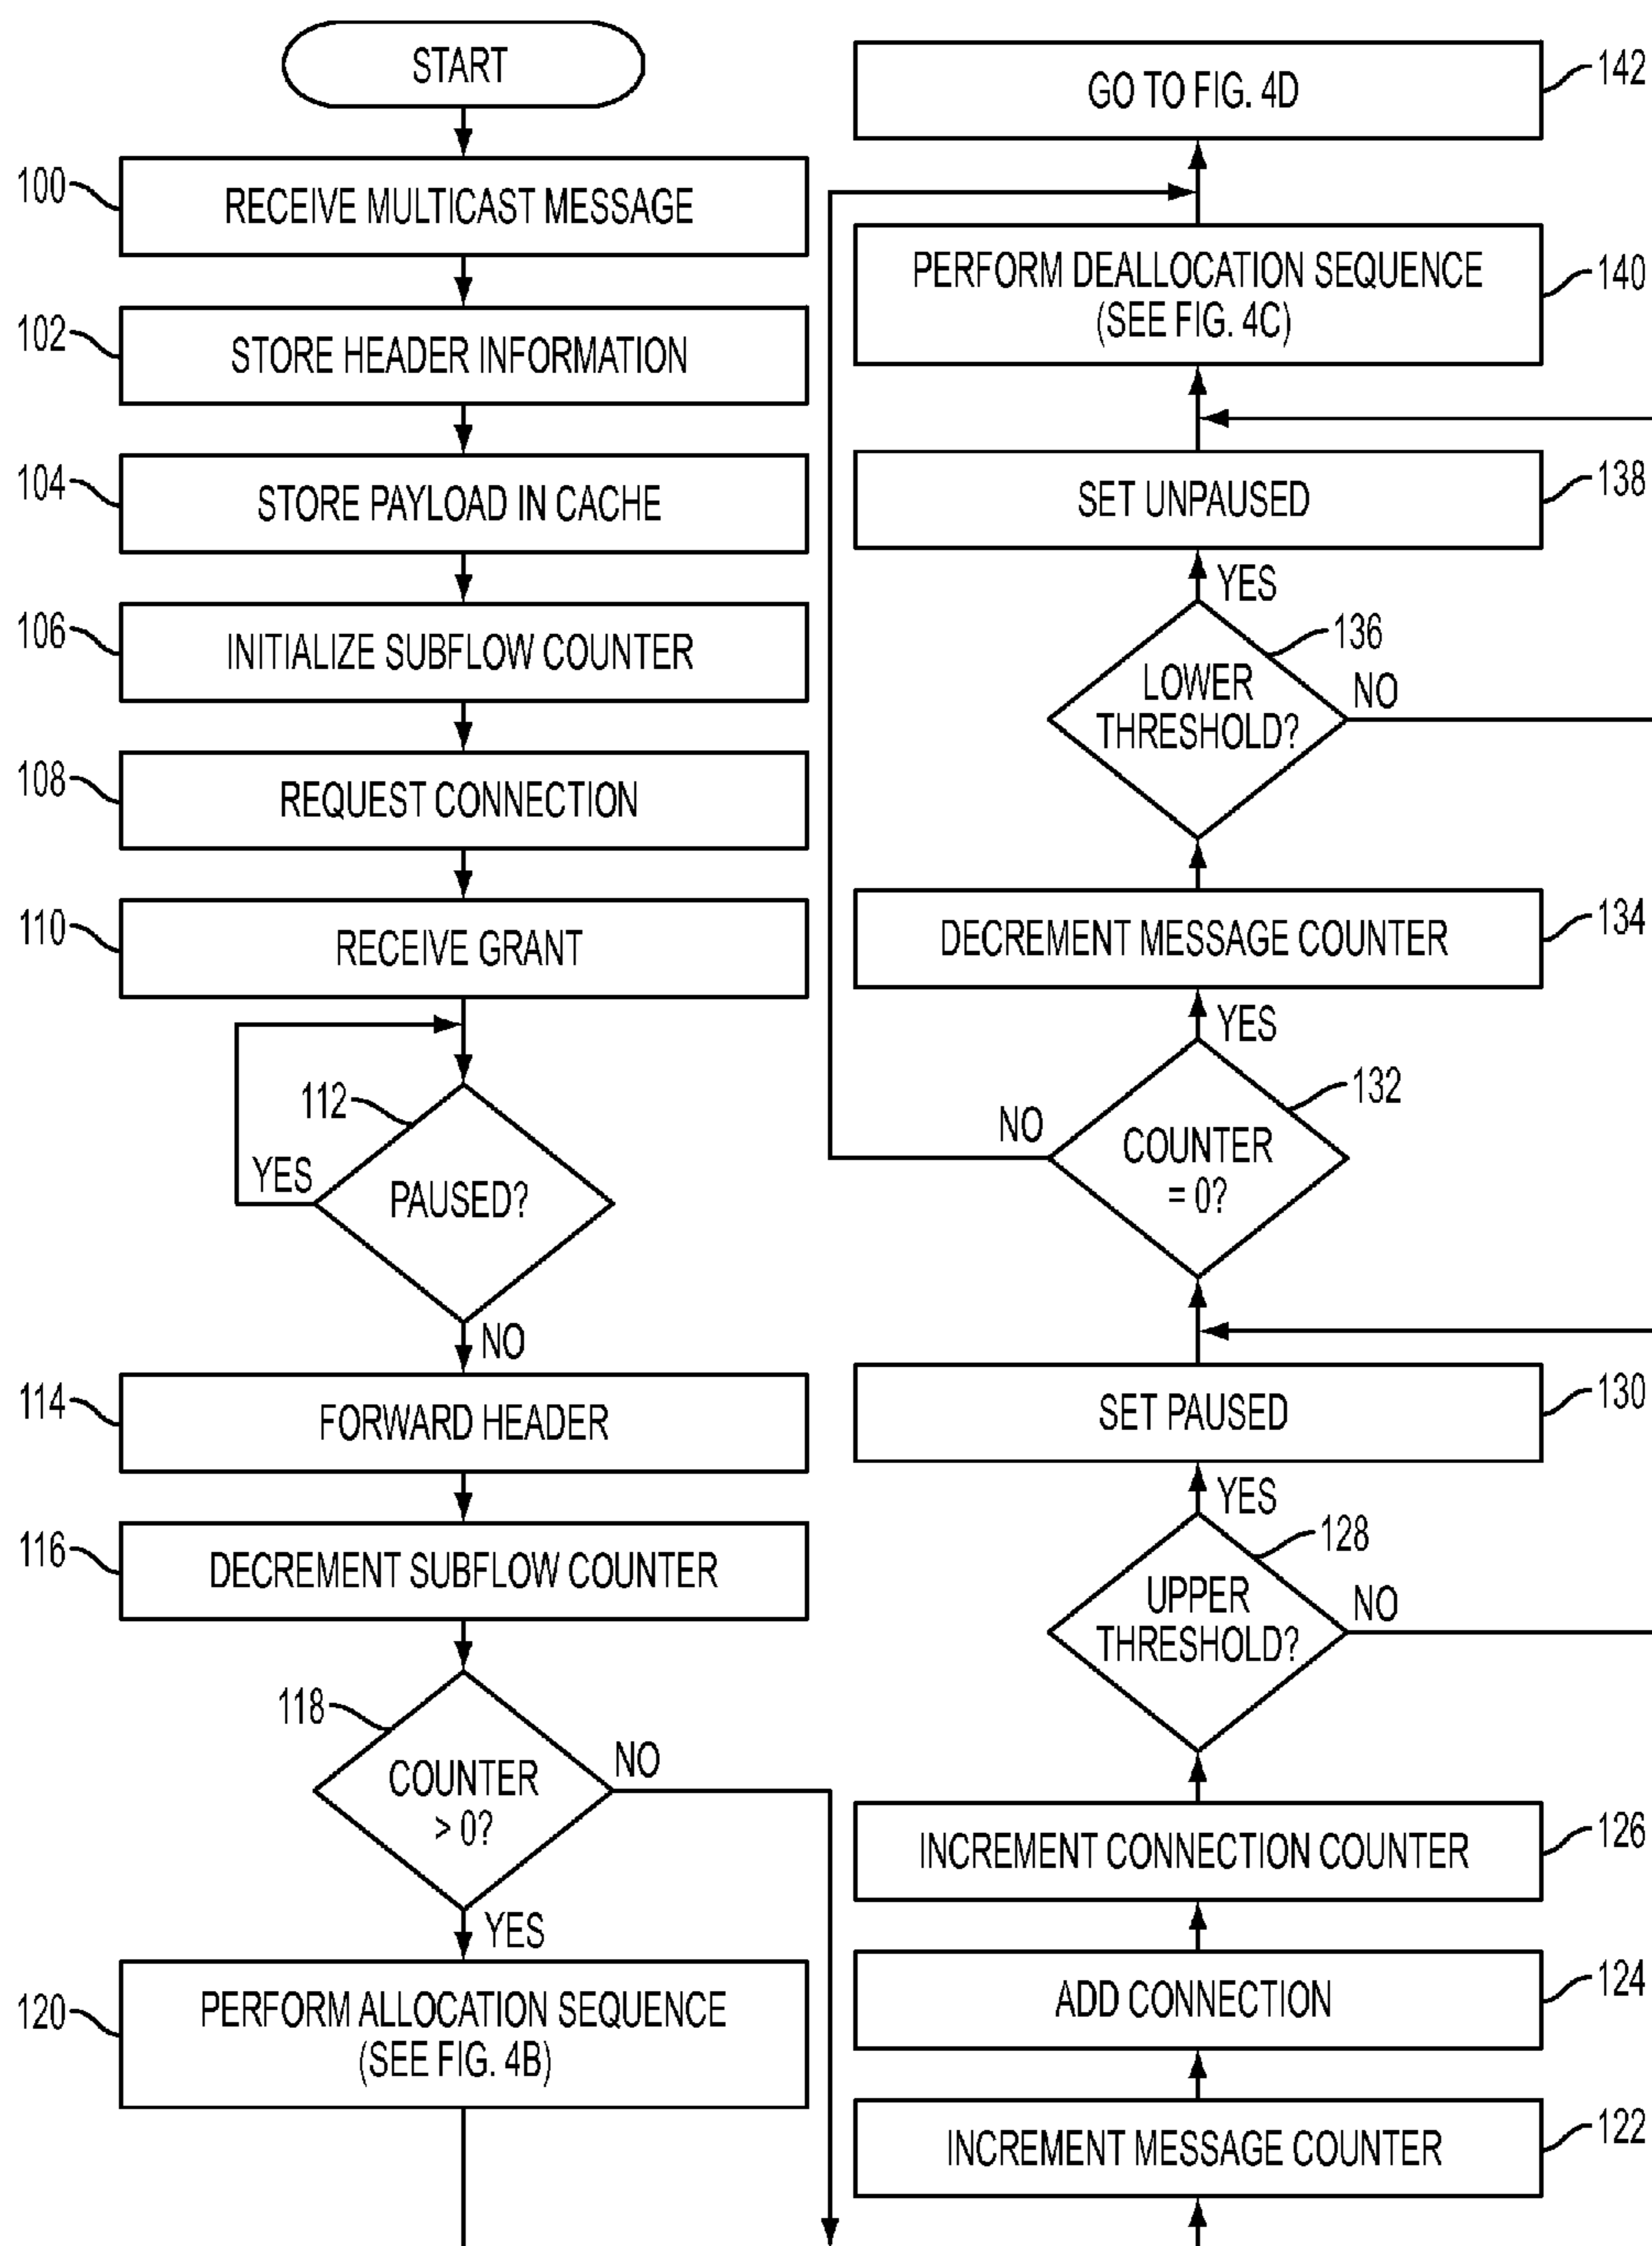 START
100
RECEIVE MULTICAST MESSAGE
102
STORE HEADER INFORMATION
104
STORE PAYLOAD IN CACHE
106
INITIALIZE SUBFLOW COUNTER
108
REQUEST CONNECTION
110
RECEIVE GRANT
112
YES
PAUSED?
NO
114
FORWARD HEADER
116
DECREMENT SUBFLOW COUNTER
118
COUNTER
> 0?
NO
YES
120
PERFORM ALLOCATION SEQUENCE
(SEE FIG. 4B)
GO TO FIG. 4D
142
PERFORM DEALLOCATION SEQUENCE
(SEE FIG. 4C)
140
SET UNPAUSED
138
YES
136
LOWER
THRESHOLD?
NO
DECREMENT MESSAGE COUNTER
134
YES
132
NO
COUNTER
= 0?
SET PAUSED
130
YES
128
UPPER
THRESHOLD?
NO
INCREMENT CONNECTION COUNTER
126
ADD CONNECTION
124
INCREMENT MESSAGE COUNTER
122